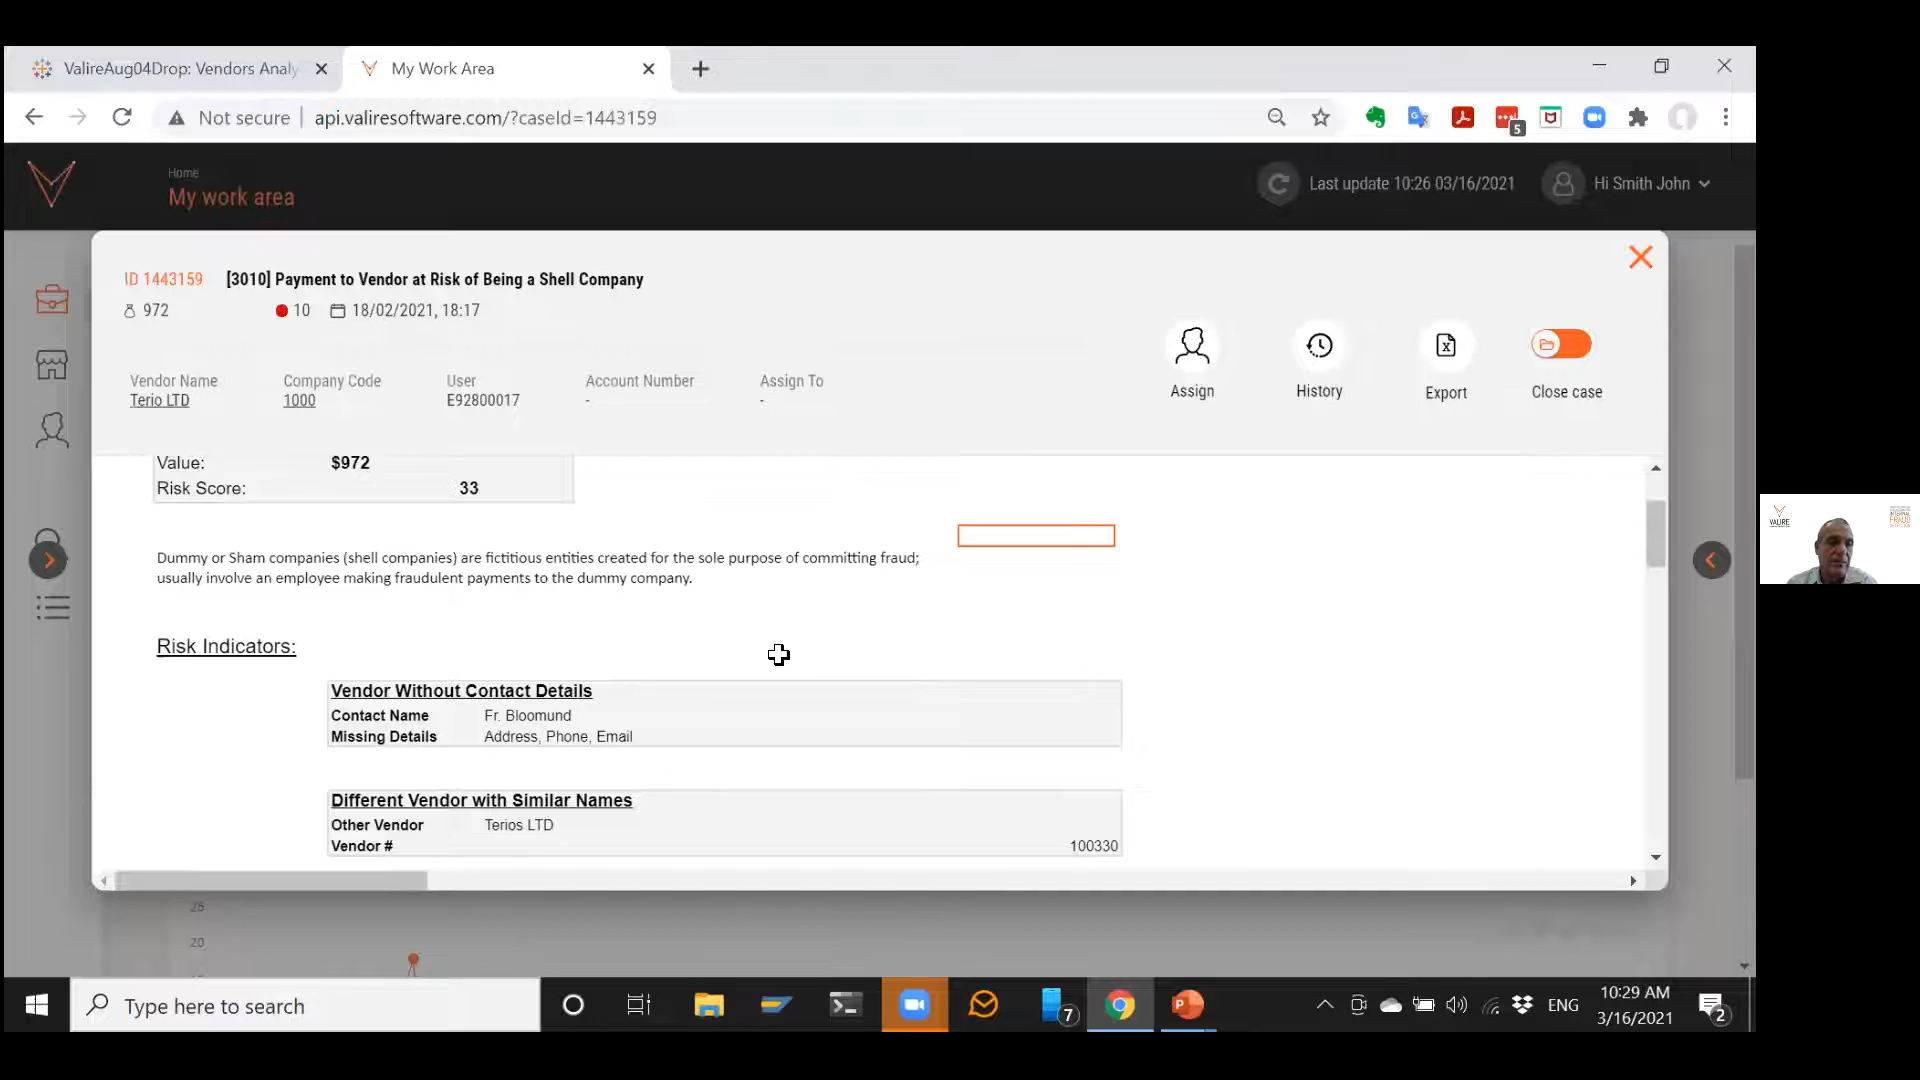 ValireAug04Drop: Vendors Analy
My Work Area
Not secure
api.valiresoftware.com/?caseId=1443159
5
Home
My work area
Last update 10:26 03/16/2021
Hi Smith John
ID 1443159
[3010] Payment to Vendor at Risk of Being a Shell Company
972
10
18/02/2021, 18:17
Vendor Name
Company Code
User
Account Number
Assign To
Terio LTD
1000
E92800017
-
-
Assign
History
Export
Close case
Value:
$972
Risk Score:
33
Dummy or Sham companies (shell companies) are fictitious entities created for the sole purpose of committing fraud;
usually involve an employee making fraudulent payments to the dummy company.
Risk Indicators:
Vendor Without Contact Details
Contact Name
Fr. Bloomund
Missing Details
Address, Phone, Email
Different Vendor with Similar Names
Other Vendor
Terios LTD
Vendor #
100330
25
20
VALIRE
FRAUD
Type here to search
7
ENG
10:29 AM
3/16/2021
2